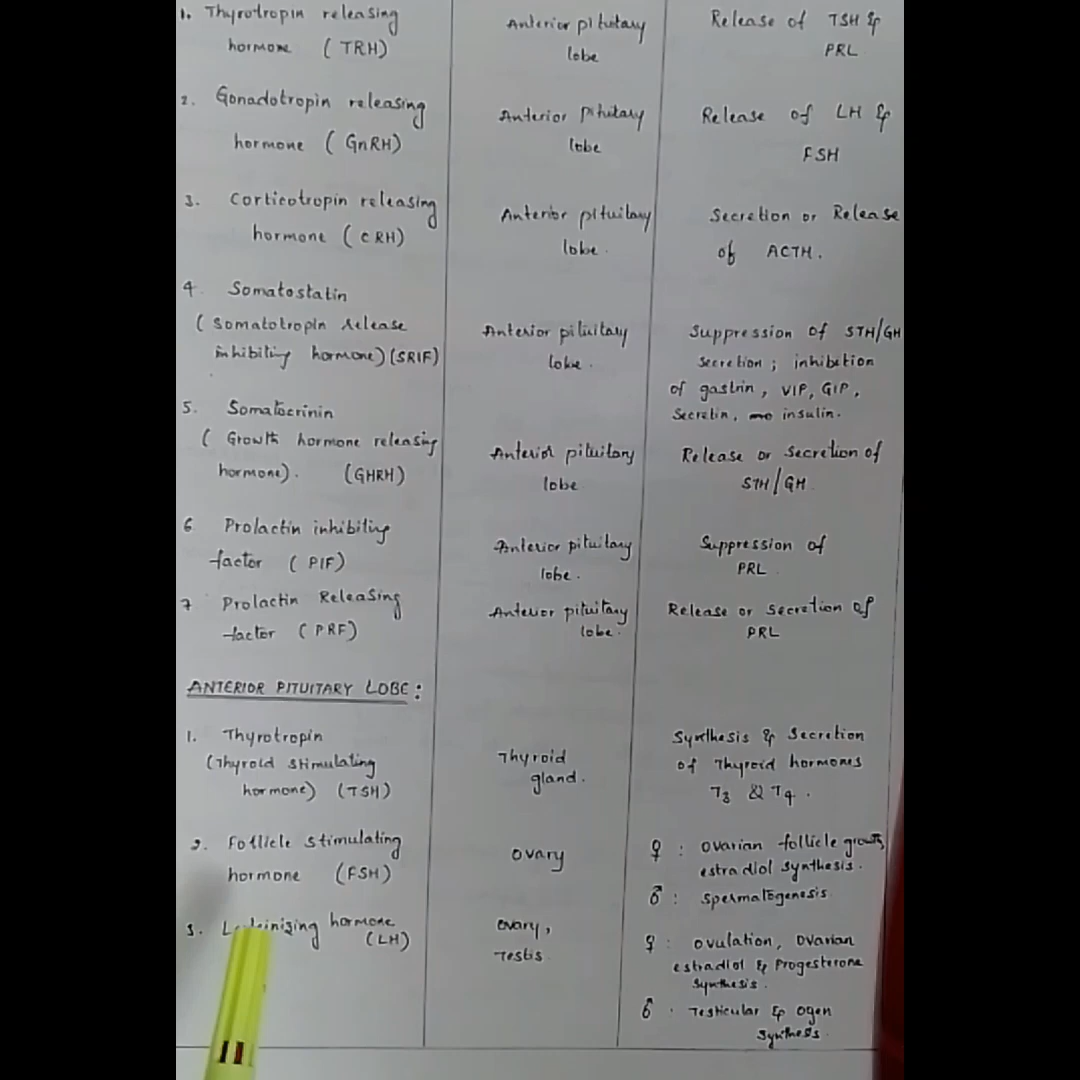 1. Thyrotropin releasing
hormone (TRH)
Anterior pituitary
lobe
Release of TSH &
PRL
2. Gonadotropin releasing
hormone (GnRH)
Anterior pituitary
lobe
Release of LH &
FSH
3. Corticotropin releasing
hormone (CRH)
Anterior pituitary
lobe.
Secretion or Release
of ACTH.
4 Somatostatin
(Somatotropin release
inhibiting hormone) (SRIF)
Anterior pituitary
lobe.
Suppression of STH/GH
secretion; inhibition
of gastrin, VIP, GIP,
Secretin, insulin.
5. Somatocrinin
(Growth hormone releasing
hormone). (GHRH)
Anterior pituitary
lobe
Release or secretion of
STH/GH
6 Prolactin inhibiting
factor (PIF)
Anterior pituitary
lobe.
Suppression of
PRL.
7 Prolactin Releasing
factor (PRF)
Anterior pituitary
lobe.
Release or secretion of
PRL
ANTERIOR PITUITARY LOBE:
1. Thyrotropin
(Thyroid stimulating
hormone) (TSH)
Thyroid
gland.
Synthesis & Secretion
of Thyroid hormones
T3 & T4.
2. Follicle stimulating
hormone (FSH)
Ovary
♀: Ovarian follicle growth,
estradiol synthesis.
♂: Spermatogenesis.
3. hormone
(LH)
Ovary,
Testis.
♀: Ovulation, Ovarian
estradiol & Progesterone
synthesis.
♂: Testicular & ogen
synthesis.